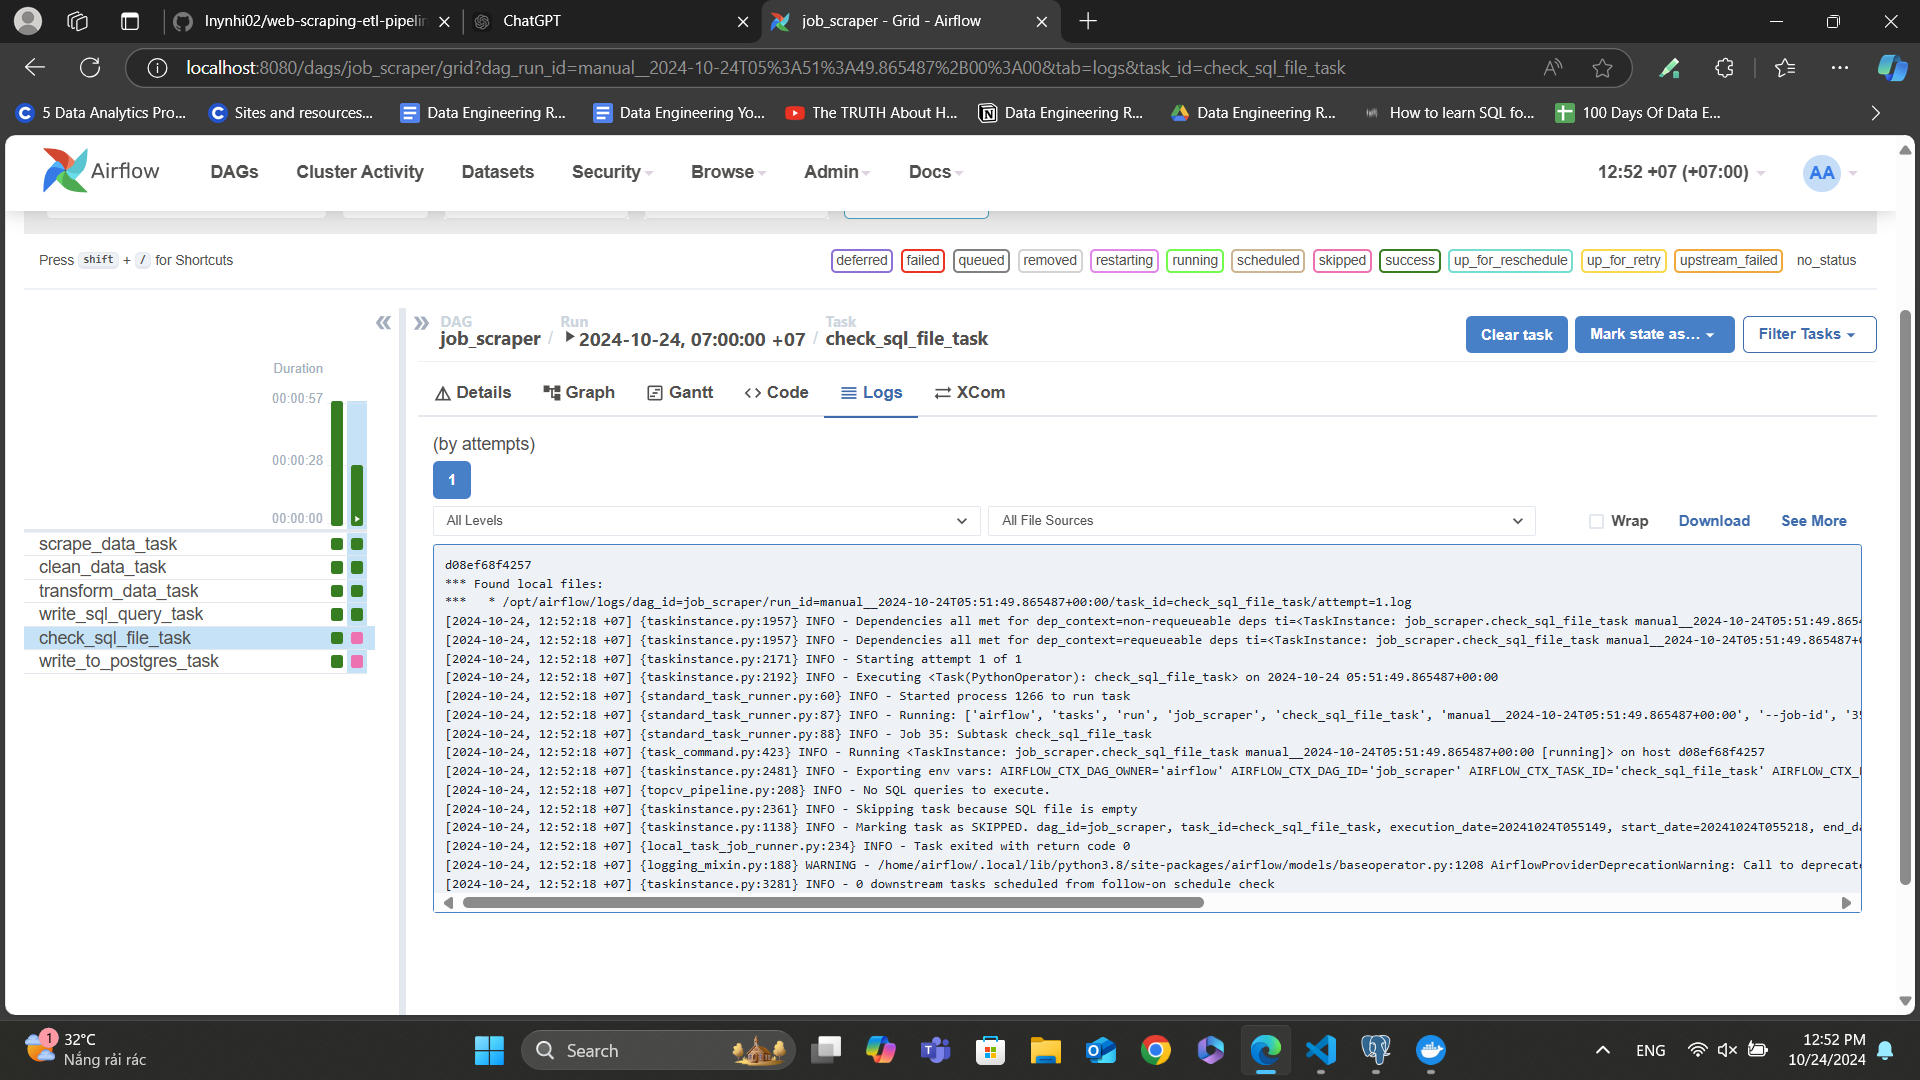 lnynhi02/web-scraping-etl-pipelin
ChatGPT
job_scraper - Grid - Airflow
localhost:8080/dags/job_scraper/grid?dag_run_id=manual__2024-10-24T05%3A51%3A49.865487%2B00%3A00&tab=logs&task_id=check_sql_file_task
5 Data Analytics Pro...
Sites and resources...
Data Engineering R...
Data Engineering Yo...
The TRUTH About H...
Data Engineering R...
Data Engineering R...
How to learn SQL fo...
100 Days Of Data E...
Airflow
DAGs
Cluster Activity
Datasets
Security
Browse
Admin
Docs
12:52 +07 (+07:00)
AA
Press shift + / for Shortcuts
deferred
failed
queued
removed
restarting
running
scheduled
skipped
success
up_for_reschedule
up_for_retry
upstream_failed
no_status
DAG
job_scraper
/
Run
2024-10-24, 07:00:00 +07
/
Task
check_sql_file_task
Clear task
Mark state as...
Filter Tasks
Duration
00:00:57
00:00:28
00:00:00
scrape_data_task
clean_data_task
transform_data_task
write_sql_query_task
check_sql_file_task
write_to_postgres_task
Details
Graph
Gantt
Code
Logs
XCom
(by attempts)
1
All Levels
All File Sources
Wrap
Download
See More
d08ef68f4257
*** Found local files:
***   * /opt/airflow/logs/dag_id=job_scraper/run_id=manual__2024-10-24T05:51:49.865487+00:00/task_id=check_sql_file_task/attempt=1.log
[2024-10-24, 12:52:18 +07] {taskinstance.py:1957} INFO - Dependencies all met for dep_context=non-requeueable deps ti=<TaskInstance: job_scraper.check_sql_file_task manual__2024-10-24T05:51:49.8654
[2024-10-24, 12:52:18 +07] {taskinstance.py:1957} INFO - Dependencies all met for dep_context=requeueable deps ti=<TaskInstance: job_scraper.check_sql_file_task manual__2024-10-24T05:51:49.865487+0
[2024-10-24, 12:52:18 +07] {taskinstance.py:2171} INFO - Starting attempt 1 of 1
[2024-10-24, 12:52:18 +07] {taskinstance.py:2192} INFO - Executing <Task(PythonOperator): check_sql_file_task> on 2024-10-24 05:51:49.865487+00:00
[2024-10-24, 12:52:18 +07] {standard_task_runner.py:60} INFO - Started process 1266 to run task
[2024-10-24, 12:52:18 +07] {standard_task_runner.py:87} INFO - Running: ['airflow', 'tasks', 'run', 'job_scraper', 'check_sql_file_task', 'manual__2024-10-24T05:51:49.865487+00:00', '--job-id', '35
[2024-10-24, 12:52:18 +07] {standard_task_runner.py:88} INFO - Job 35: Subtask check_sql_file_task
[2024-10-24, 12:52:18 +07] {task_command.py:423} INFO - Running <TaskInstance: job_scraper.check_sql_file_task manual__2024-10-24T05:51:49.865487+00:00 [running]> on host d08ef68f4257
[2024-10-24, 12:52:18 +07] {taskinstance.py:2481} INFO - Exporting env vars: AIRFLOW_CTX_DAG_OWNER='airflow' AIRFLOW_CTX_DAG_ID='job_scraper' AIRFLOW_CTX_TASK_ID='check_sql_file_task' AIRFLOW_CTX_
[2024-10-24, 12:52:18 +07] {topcv_pipeline.py:208} INFO - No SQL queries to execute.
[2024-10-24, 12:52:18 +07] {taskinstance.py:2361} INFO - Skipping task because SQL file is empty
[2024-10-24, 12:52:18 +07] {taskinstance.py:1138} INFO - Marking task as SKIPPED. dag_id=job_scraper, task_id=check_sql_file_task, execution_date=20241024T055149, start_date=20241024T055218, end_da
[2024-10-24, 12:52:18 +07] {local_task_job_runner.py:234} INFO - Task exited with return code 0
[2024-10-24, 12:52:18 +07] {logging_mixin.py:188} WARNING - /home/airflow/.local/lib/python3.8/site-packages/airflow/models/baseoperator.py:1208 AirflowProviderDeprecationWarning: Call to deprecat
[2024-10-24, 12:52:18 +07] {taskinstance.py:3281} INFO - 0 downstream tasks scheduled from follow-on schedule check
1
32°C
Nắng rải rác
Search
ENG
12:52 PM
10/24/2024